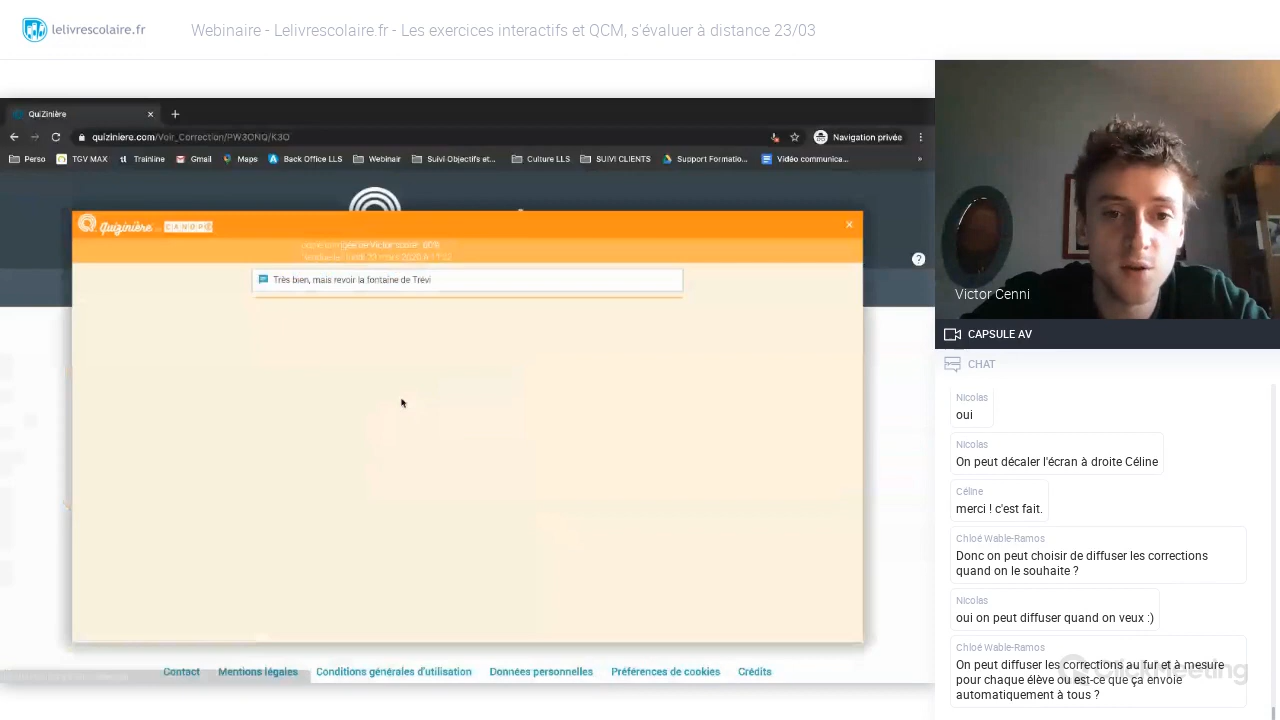 lelivrescolaire.fr
Webinaire - Lelivrescolaire.fr - Les exercices interactifs et QCM, s'évaluer à distance 23/03
QuiZinière
quiziniere.com/Voir_Correction/PW3ONQ/K3O
Navigation privée
Perso
TGV MAX
Trainline
Gmail
Maps
Back Office LLS
Webinair
Suivi Objectifs et...
Culture LLS
SUIVI CLIENTS
Support Formatio...
Vidéo communica...
»
Quizinière
CANOPÉ
Très bien, mais revoir la fontaine de Trévi
Contact
Mentions légales
Conditions générales d'utilisation
Données personnelles
Préférences de cookies
Crédits
Victor Cenni
CAPSULE AV
CHAT
Nicolas
oui
Nicolas
On peut décaler l'écran à droite Céline
Céline
merci ! c'est fait.
Chloé Wable-Ramos
Donc on peut choisir de diffuser les corrections
quand on le souhaite ?
Nicolas
oui on peut diffuser quand on veux :)
Chloé Wable-Ramos
On peut diffuser les corrections au fur et à mesure
pour chaque élève ou est-ce que ça envoie
automatiquement à tous ?
ClickMeeting